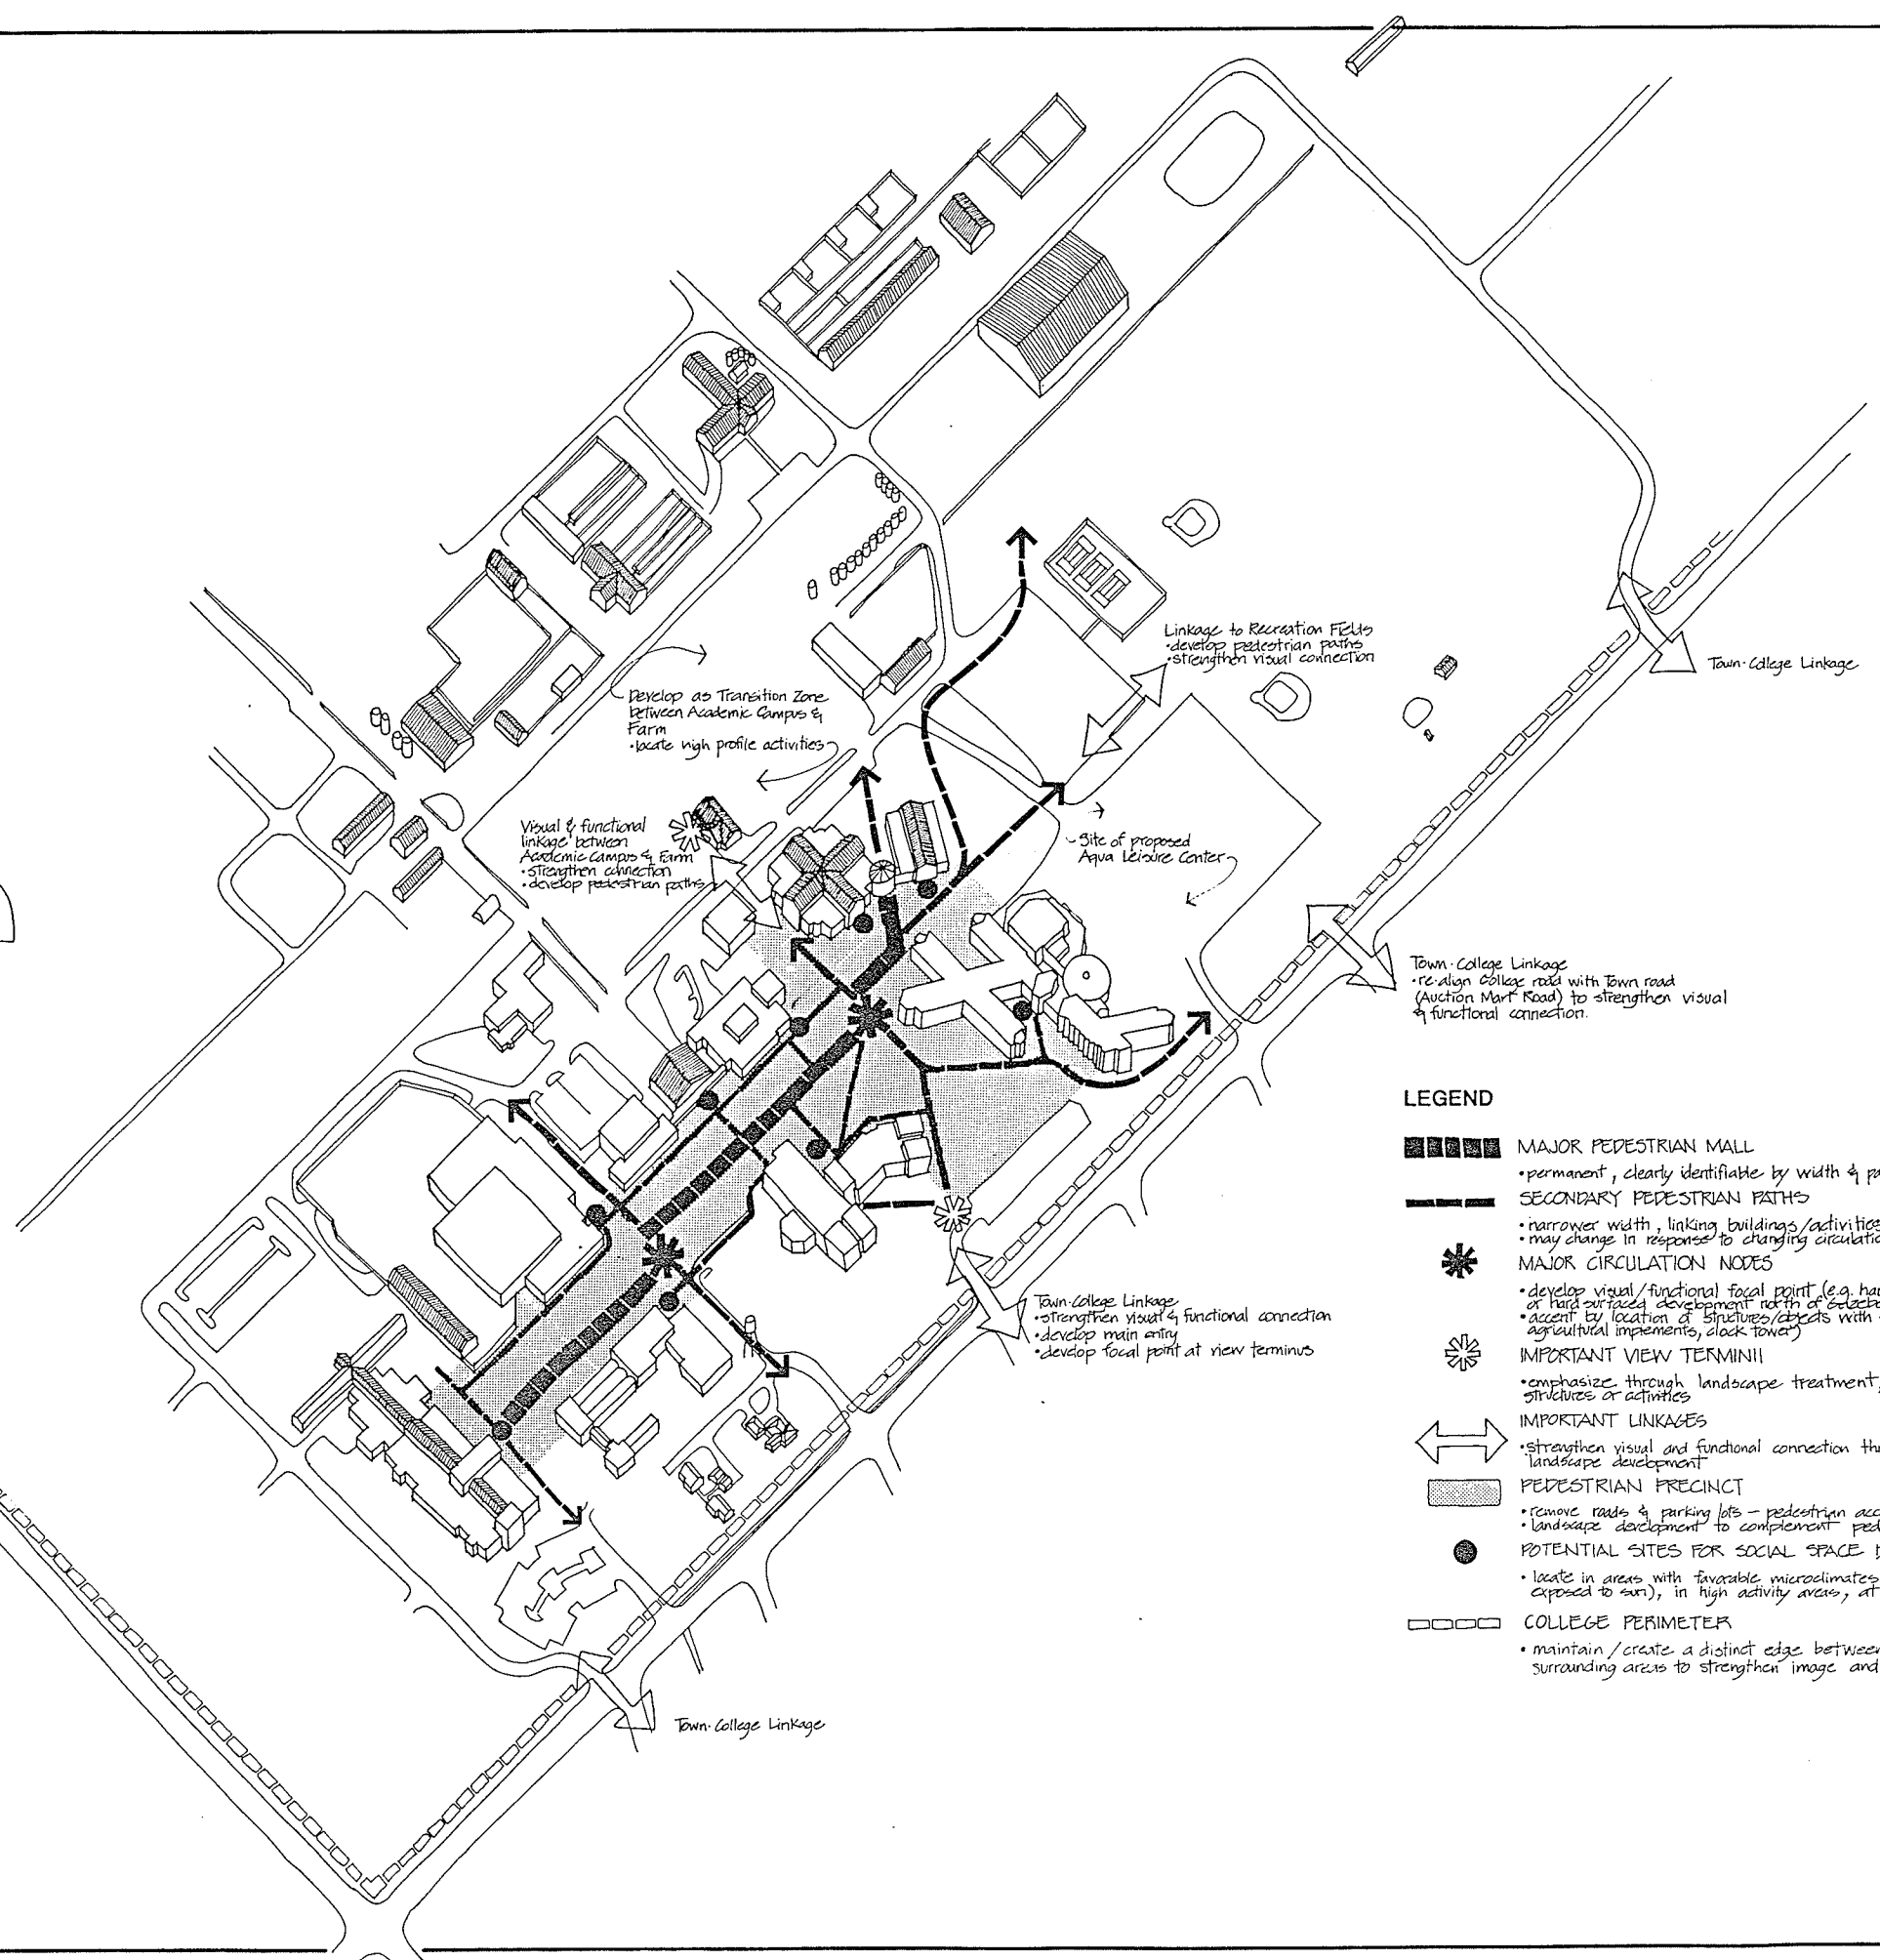 Linkage to Recreation Fields
•develop pedestrian paths
•strengthen visual connection
Town-College Linkage
Develop as Transition Zone
between Academic Campus &
Farm
•locate high profile activities
Visual & functional
linkage between
Academic Campus & Farm
•strengthen connection
•develop pedestrian paths
Site of proposed
Aqua Leisure Center
Town-College Linkage
•re-align College road with Town road
(Auction Mart Road) to strengthen visual
& functional connection.
Town-College Linkage
•strengthen visual & functional connection
•develop main entry
•develop focal point at view terminus
Town-College Linkage
LEGEND
MAJOR PEDESTRIAN MALL
•permanent, clearly identifiable by width &
SECONDARY PEDESTRIAN PATHS
•narrower width, linking buildings/activities
•may change in response to changing
MAJOR CIRCULATION NODES
•develop visual/functional focal point (e.g.
or hard surfaced development north of
•accent by location of structures/objects with
agricultural implements, clock tower)
IMPORTANT VIEW TERMINII
•emphasize through landscape treatment,
structures or activities
IMPORTANT LINKAGES
•strengthen visual and functional connection
landscape development
PEDESTRIAN PRECINCT
•remove roads & parking lots - pedestrian
•landscape development to complement
POTENTIAL SITES FOR SOCIAL SPACE
•locate in areas with favorable microclimates
exposed to sun), in high activity areas, at
COLLEGE PERIMETER
•maintain/create a distinct edge between
surrounding areas to strengthen image and